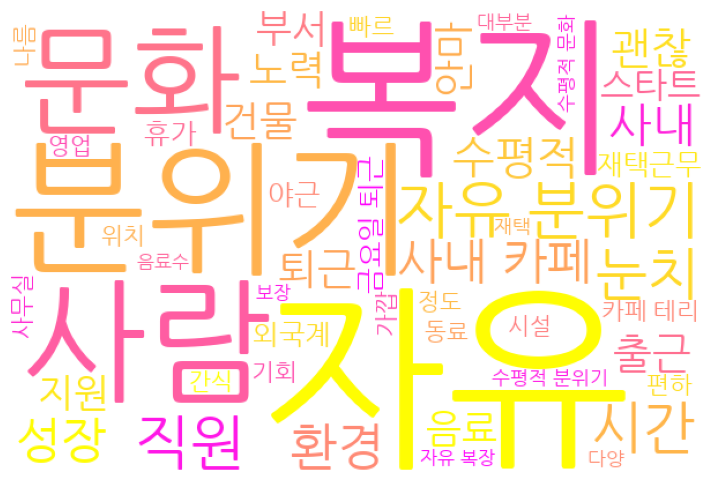 나름
문화
부서
빠르
노력
안마
복지
대부분
수평적 문화
괜찮
스타트
사내
영업
휴가
건물
수평적
재택근무
분위기
야근
위치
음료수
금요일 퇴근
자유 분위기
재택
퇴근
사내 카페
눈치
사무실
사람
보장
가깝
정도
카페 테리
외국계
자유
동료
시설
출근
간식
기회
수평적 분위기
편하
지원
성장
직원
환경
음료
시간
자유 복장
다양